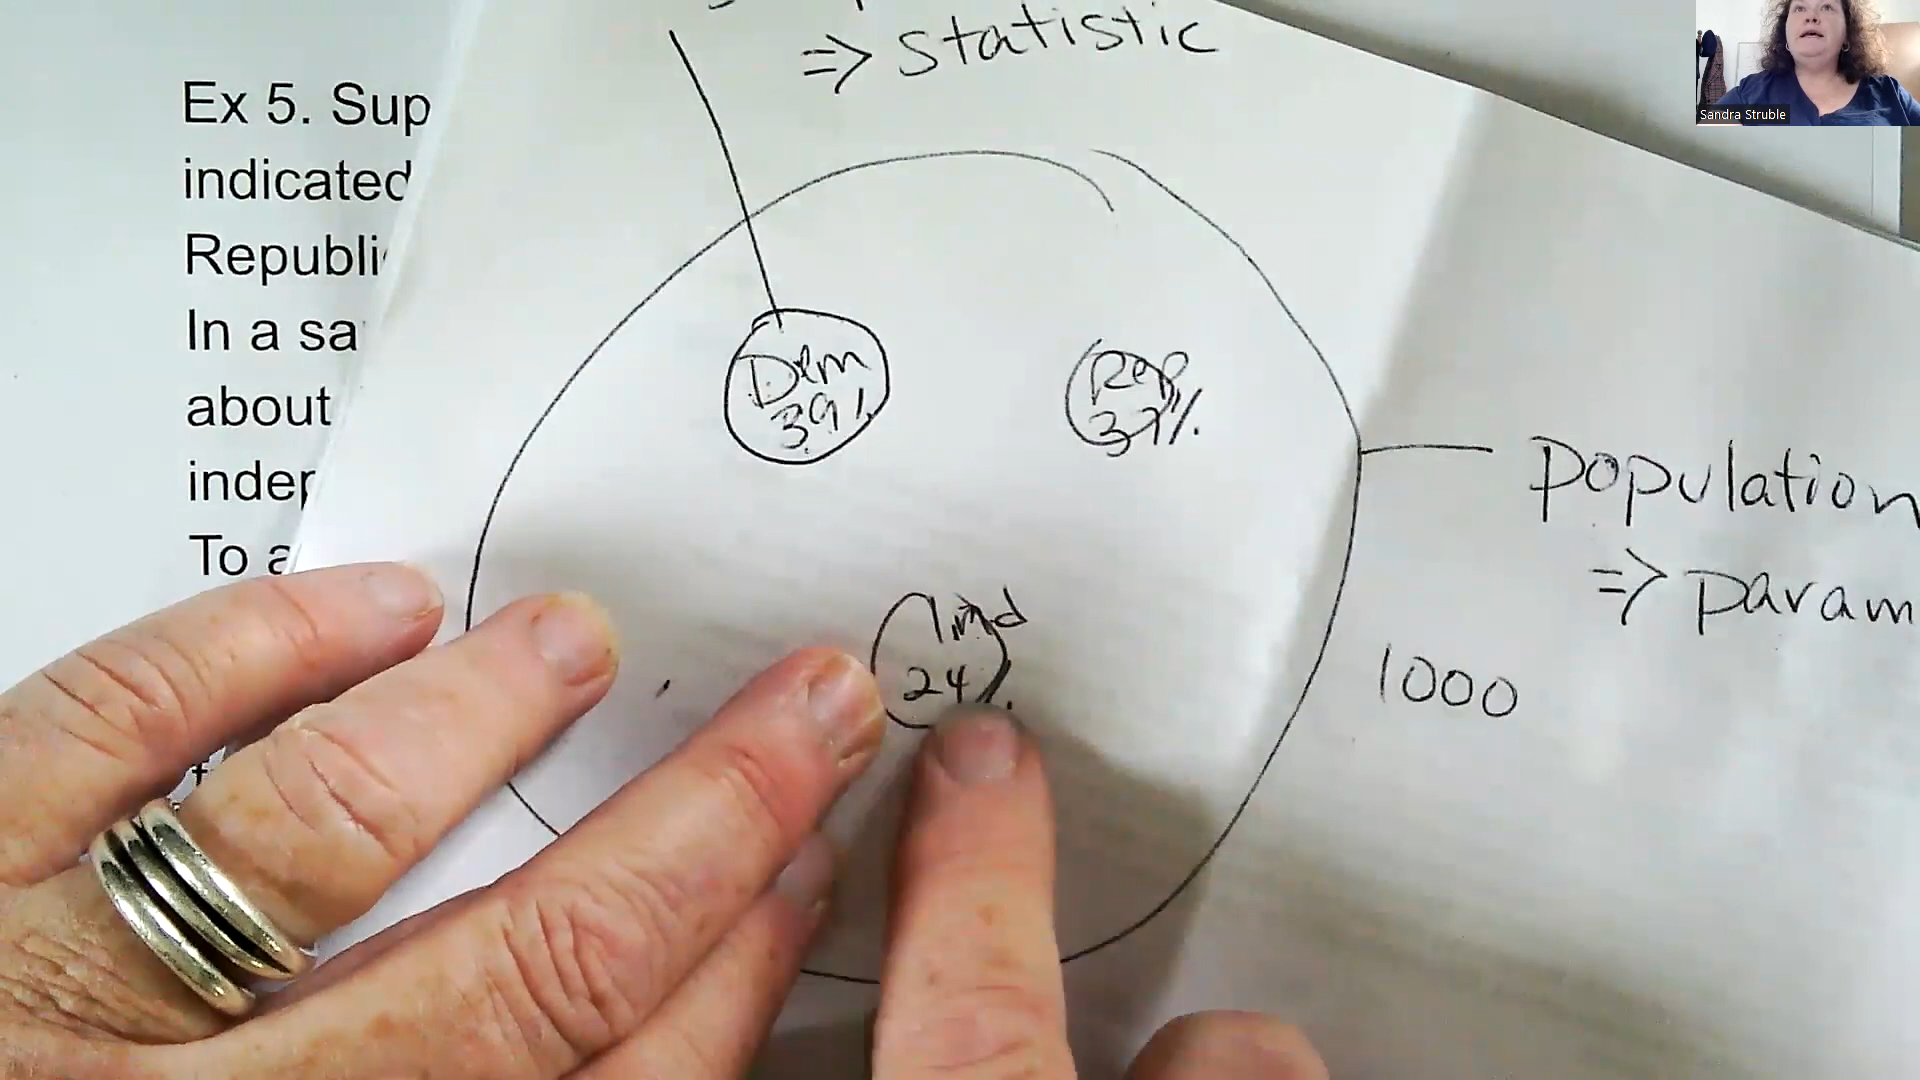 => statistic
Sandra Struble
Ex 5. Sup
indicated
Republi
In a sa
about
indep
To a
Dem
39%
Rep
37%
Ind
24%
population
=> param
1000